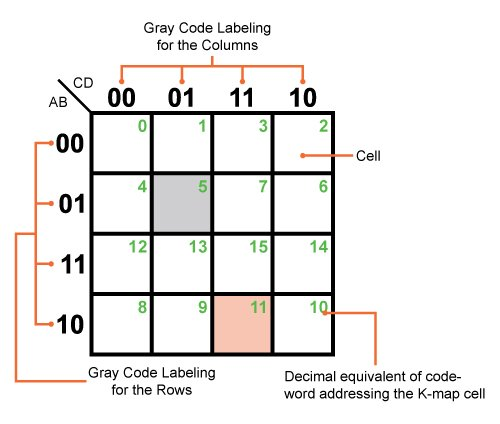 Gray Code Labeling
for the Columns
CD
AB
00 01 11 10
00 0 1 3 2
Cell
01 4 5 7 6
11 12 13 15 14
10 8 9 11 10
Gray Code Labeling
for the Rows
Decimal equivalent of code-
word addressing the K-map cell